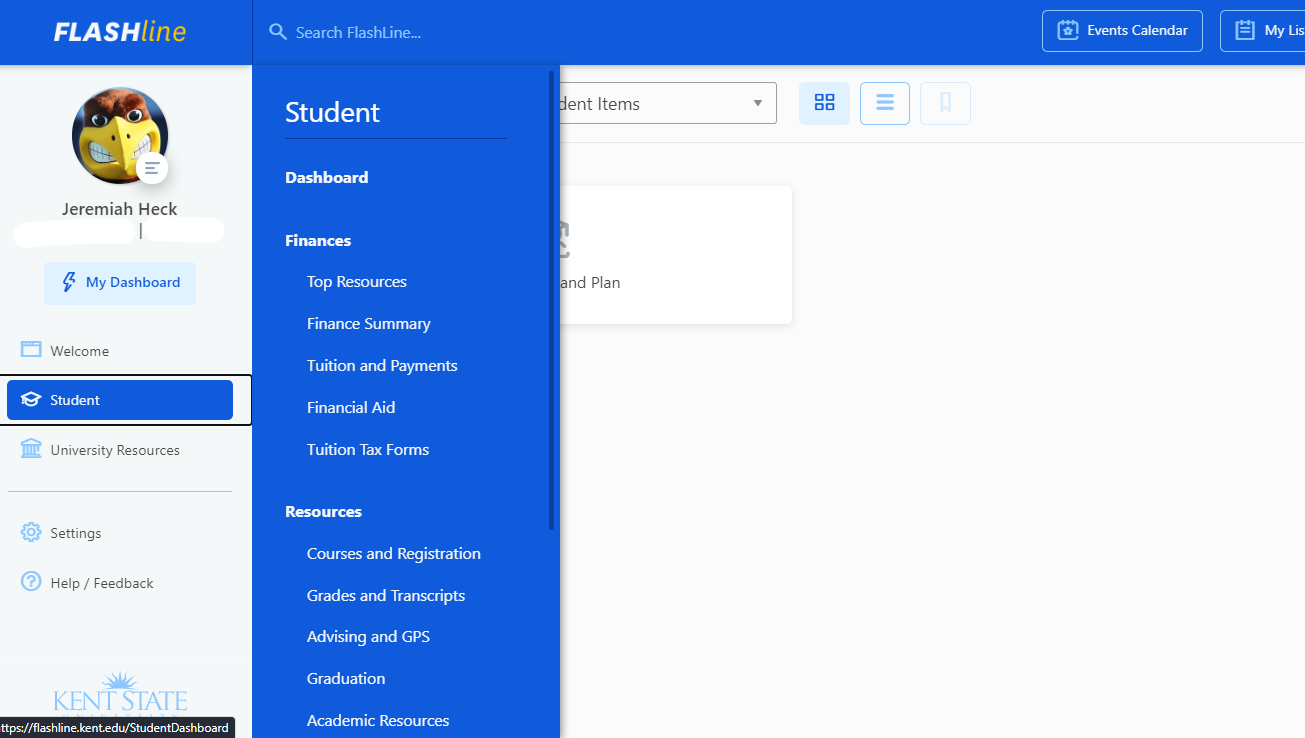 FLASHline
Search FlashLine...
Events Calendar
My Lis
Jeremiah Heck
|
My Dashboard
Welcome
Student
University Resources
Settings
Help / Feedback
KENT STATE
ttps://flashline.kent.edu/StudentDashboard
Student
Dashboard
Finances
Top Resources
Finance Summary
Tuition and Payments
Financial Aid
Tuition Tax Forms
Resources
Courses and Registration
Grades and Transcripts
Advising and GPS
Graduation
Academic Resources
dent Items
and Plan